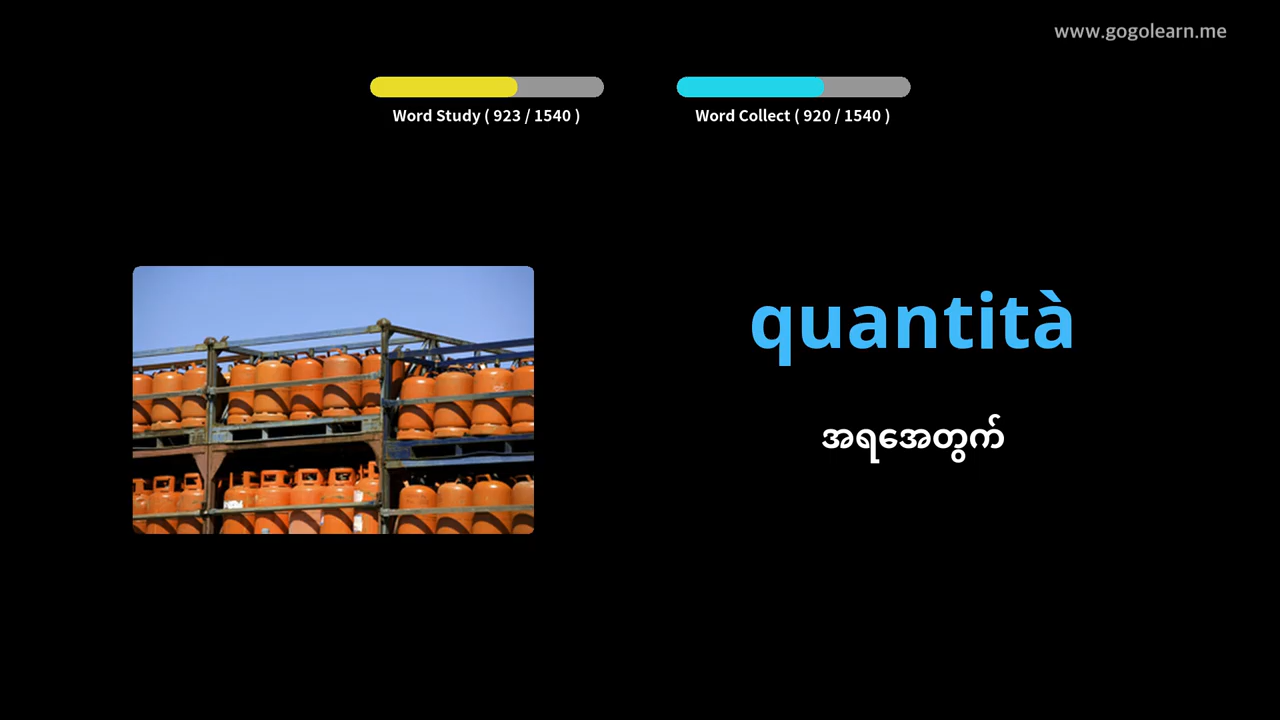 www.gogolearn.me
Word Study ( 923 / 1540 )
Word Collect ( 920 / 1540 )
quantità
အရအေတွက်